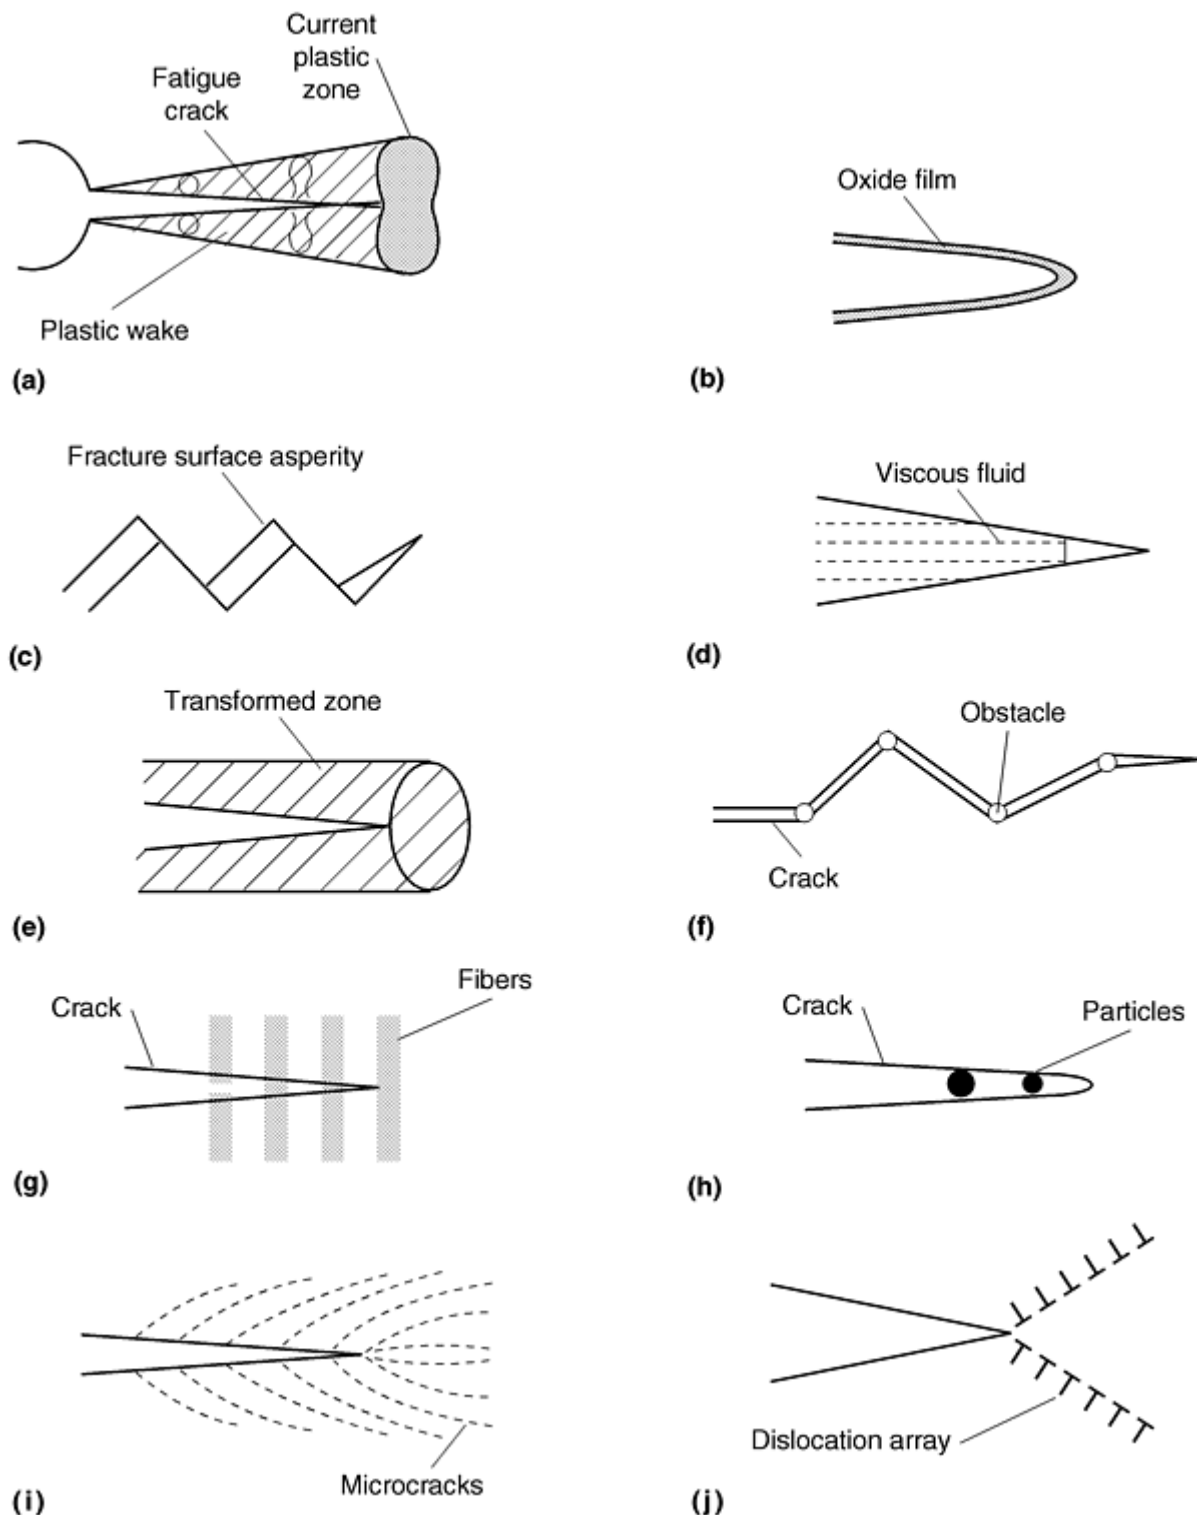 Current
plastic
zone
Fatigue
crack
Plastic wake
(a)
Oxide film
(b)
Fracture surface asperity
(c)
Viscous fluid
(d)
Transformed zone
(e)
Obstacle
Crack
(f)
Fibers
Crack
(g)
Crack
Particles
(h)
Microcracks
(i)
Dislocation array
(j)